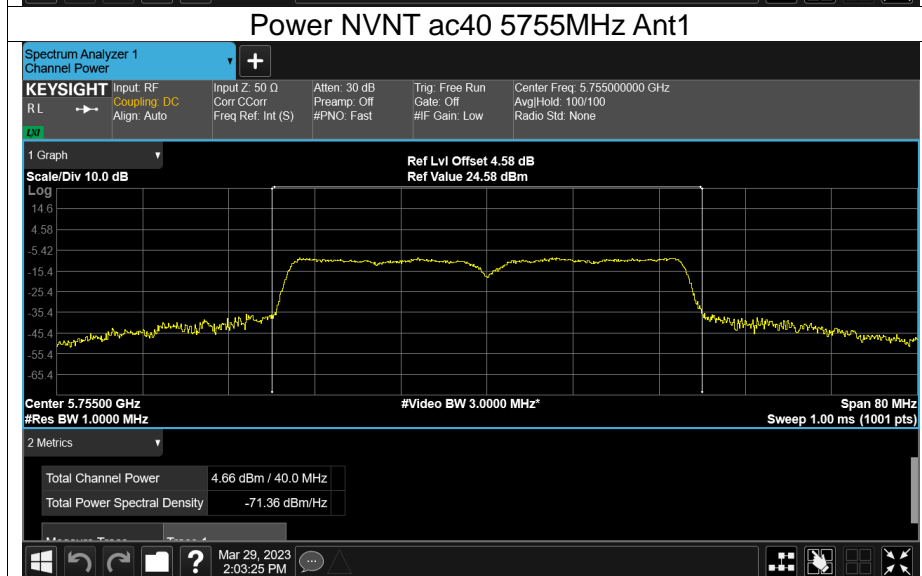 Power NVNT ac40 5755MHz Ant1
Spectrum Analyzer 1
Channel Power
KEYSIGHT
R L
LXI
Input: RF
Coupling: DC
Align: Auto
Input Z: 50 Ω
Corr CCorr
Freq Ref: Int (S)
Atten: 30 dB
Preamp: Off
#PNO: Fast
Trig: Free Run
Gate: Off
#IF Gain: Low
Center Freq: 5.755000000 GHz
Avg|Hold: 100/100
Radio Std: None
1 Graph
Scale/Div 10.0 dB
Ref Lvl Offset 4.58 dB
Ref Value 24.58 dBm
Log
14.6
4.58
-5.42
-15.4
-25.4
-35.4
-45.4
-55.4
-65.4
Center 5.75500 GHz
#Video BW 3.0000 MHz*
Span 80 MHz
#Res BW 1.0000 MHz
Sweep 1.00 ms (1001 pts)
2 Metrics
Total Channel Power 4.66 dBm / 40.0 MHz
Total Power Spectral Density -71.36 dBm/Hz
Measure Trace Trace 1
?
Mar 29, 2023
2:03:25 PM